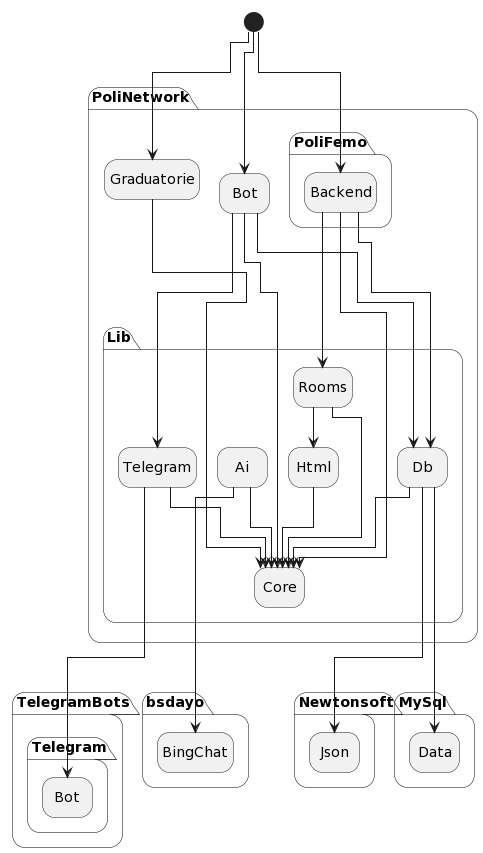 PoliNetwork
PoliFemo
Graduatorie
Bot
Backend
Lib
Rooms
Telegram
Ai
Html
Db
Core
TelegramBots
bsdayo
Newtonsoft
MySql
Telegram
BingChat
Json
Data
Bot